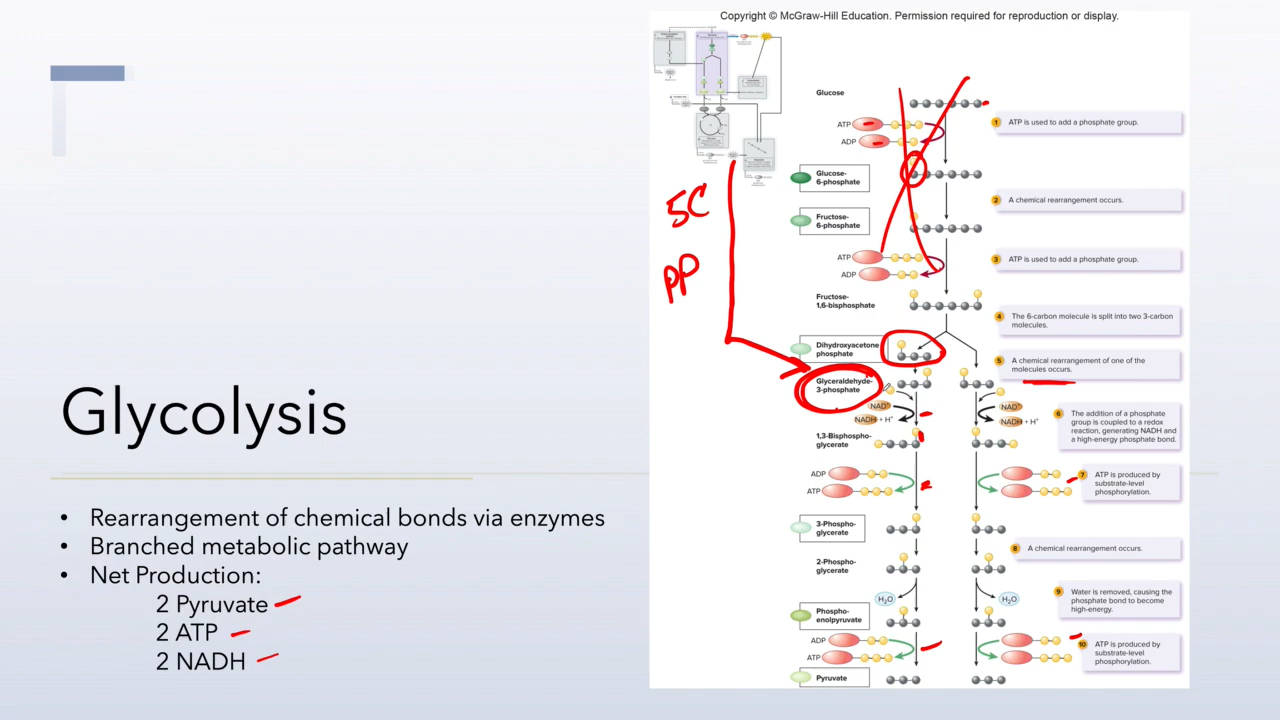 Copyright © McGraw-Hill Education. Permission required for reproduction or display.
Glucose
ATP
ADP
1 ATP is used to add a phosphate group.
Glucose-
6-phosphate
2 A chemical rearrangement occurs.
Fructose-
6-phosphate
ATP
ADP
3 ATP is used to add a phosphate group.
Fructose-
1,6-bisphosphate
4 The 6-carbon molecule is split into two 3-carbon
molecules.
Dihydroxyacetone
phosphate
5 A chemical rearrangement of one of the
molecules occurs.
Glyceraldehyde-
3-phosphate
NAD+ NAD+
NADH + H+ NADH + H+
6 The addition of a phosphate
group is coupled to a redox
reaction, generating NADH and
a high-energy phosphate bond.
1,3-Bisphospho-
glycerate
ADP
ATP
7 ATP is produced by
substrate-level
phosphorylation.
3-Phospho-
glycerate
8 A chemical rearrangement occurs.
2-Phospho-
glycerate
H2O H2O
9 Water is removed, causing the
phosphate bond to become
high-energy.
Phospho-
enolpyruvate
ADP
ATP
10 ATP is produced by
substrate-level
phosphorylation.
Pyruvate
5C
PP
Glycolysis
• Rearrangement of chemical bonds via enzymes
• Branched metabolic pathway
• Net Production:
2 Pyruvate
2 ATP
2 NADH